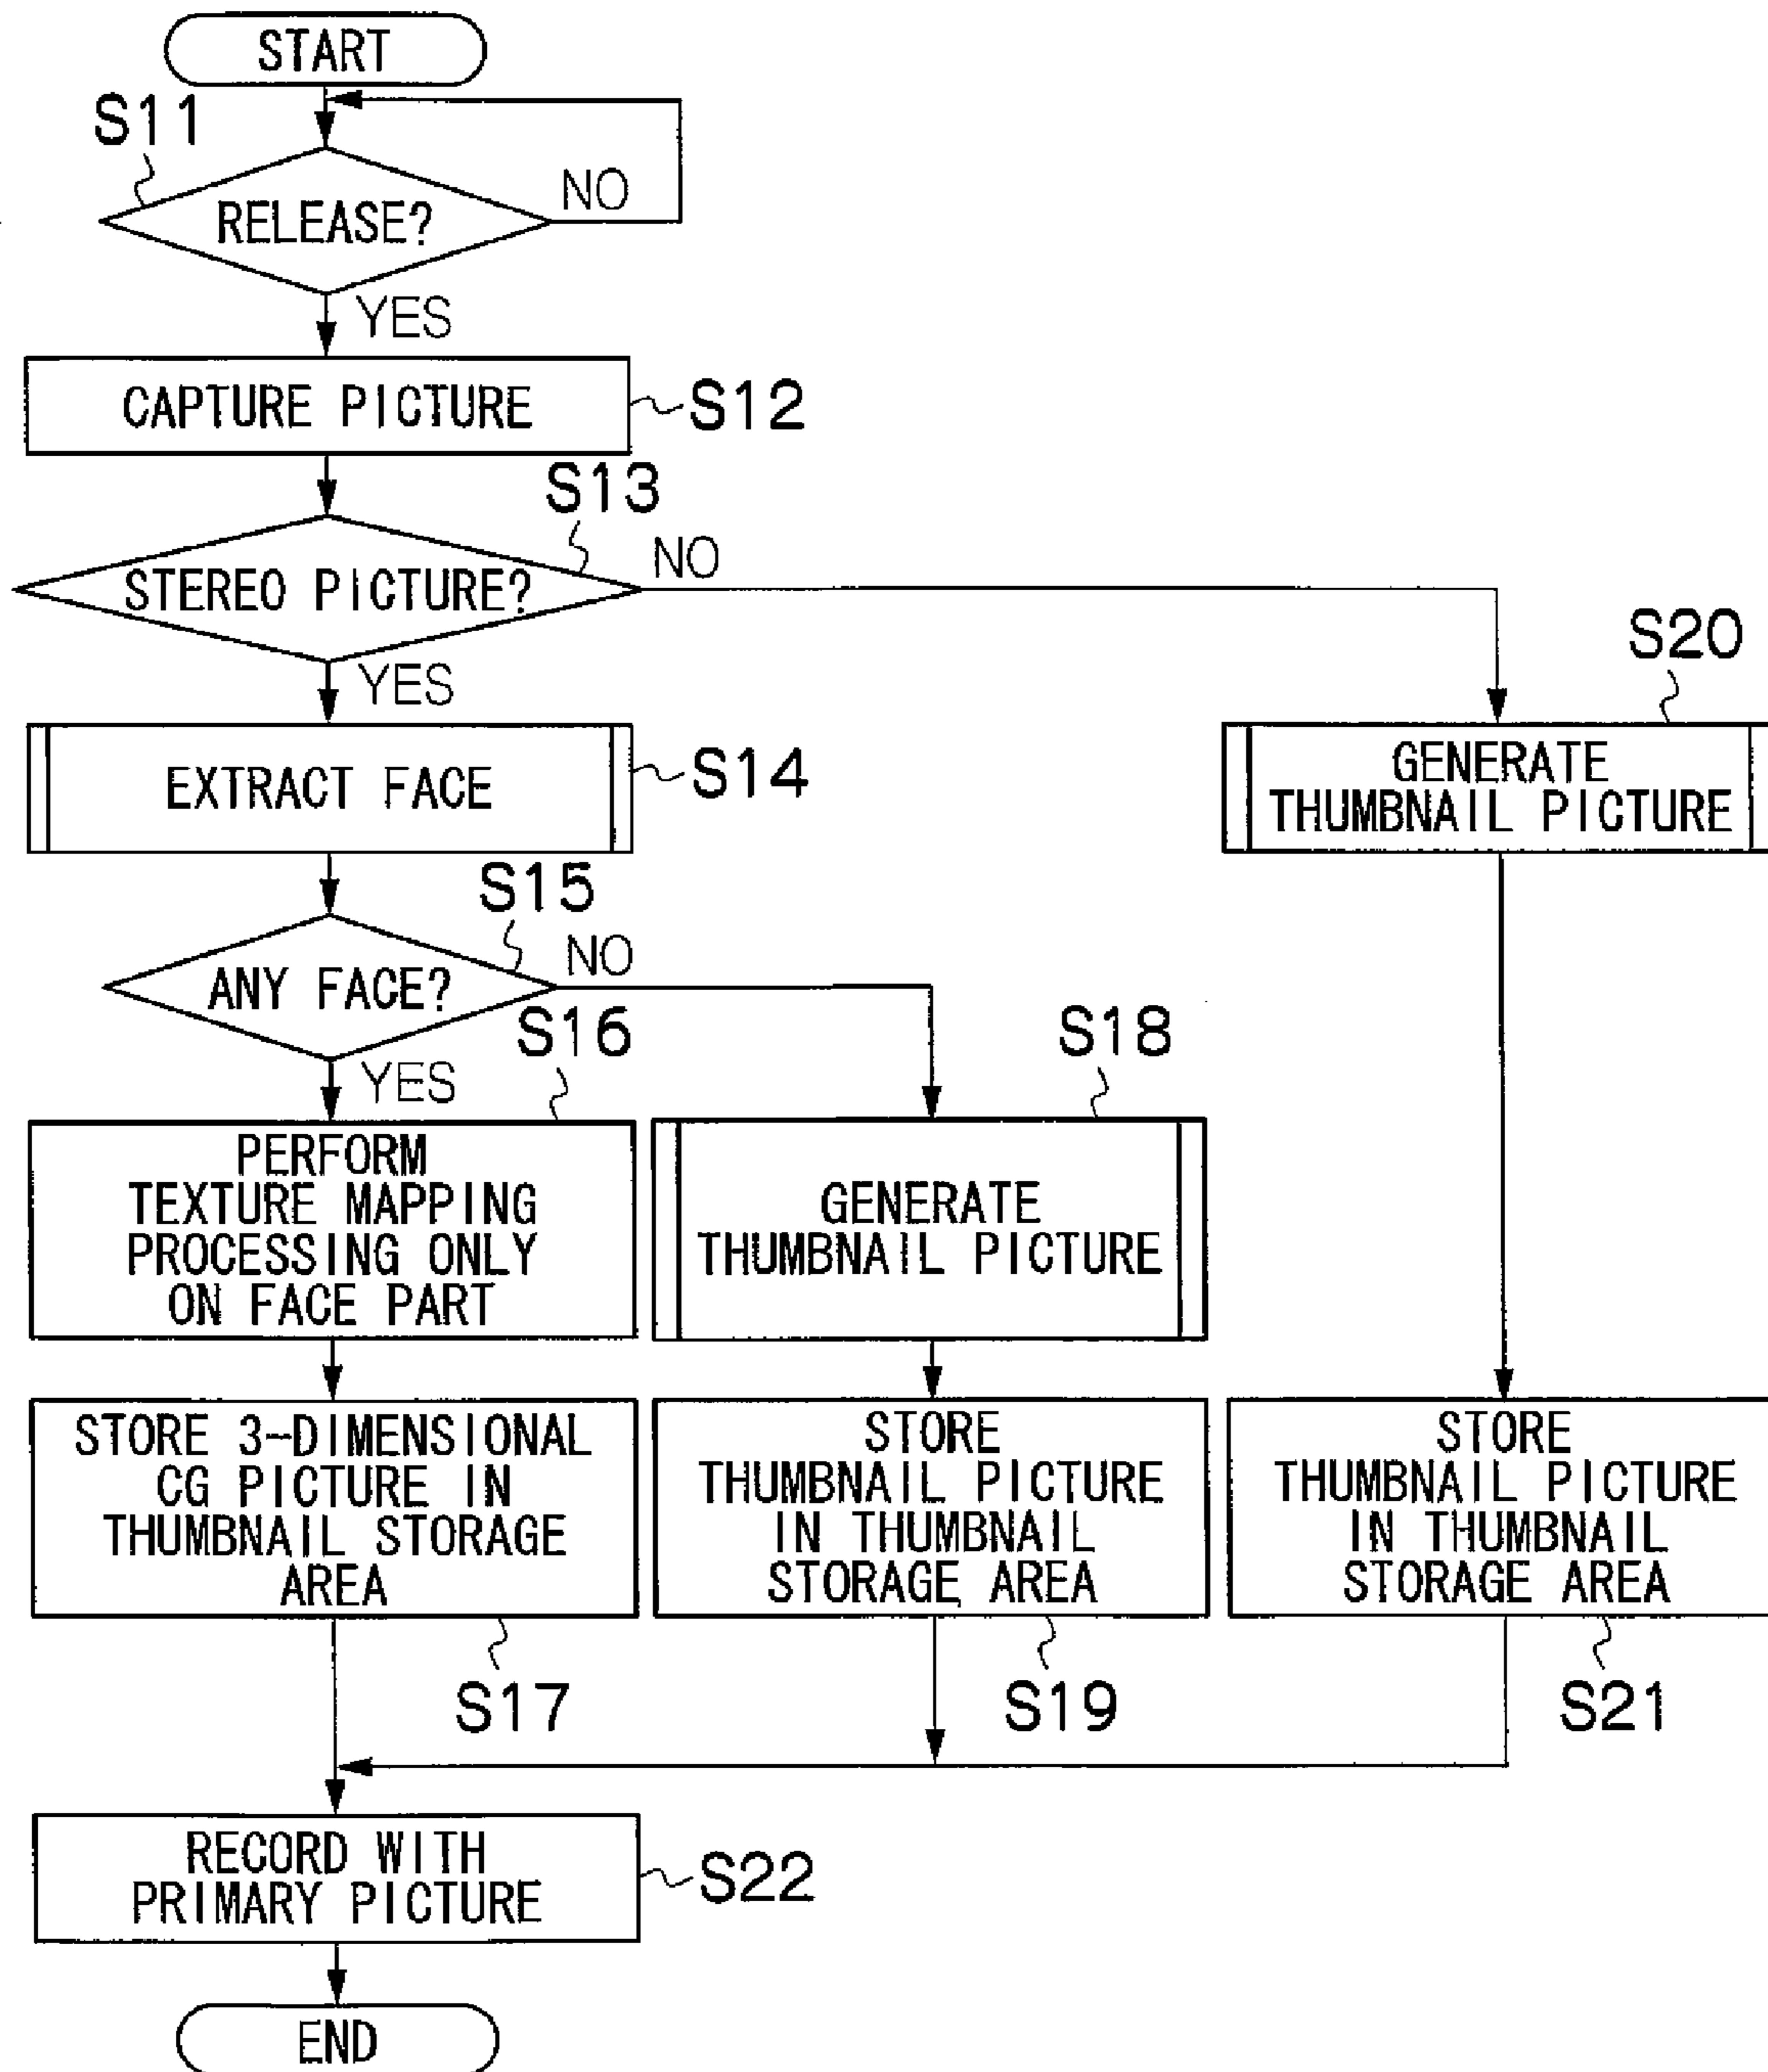 START
S11
RELEASE?
NO
YES
CAPTURE PICTURE
S12
S13
STEREO PICTURE?
NO
YES
S20
EXTRACT FACE
S14
GENERATE
THUMBNAIL PICTURE
S15
ANY FACE?
NO
YES
S16
S18
PERFORM
TEXTURE MAPPING
PROCESSING ONLY
ON FACE PART
GENERATE
THUMBNAIL PICTURE
STORE 3-DIMENSIONAL
CG PICTURE IN
THUMBNAIL STORAGE
AREA
STORE
THUMBNAIL PICTURE
IN THUMBNAIL
STORAGE AREA
STORE
THUMBNAIL PICTURE
IN THUMBNAIL
STORAGE AREA
S17
S19
S21
RECORD WITH
PRIMARY PICTURE
S22
END